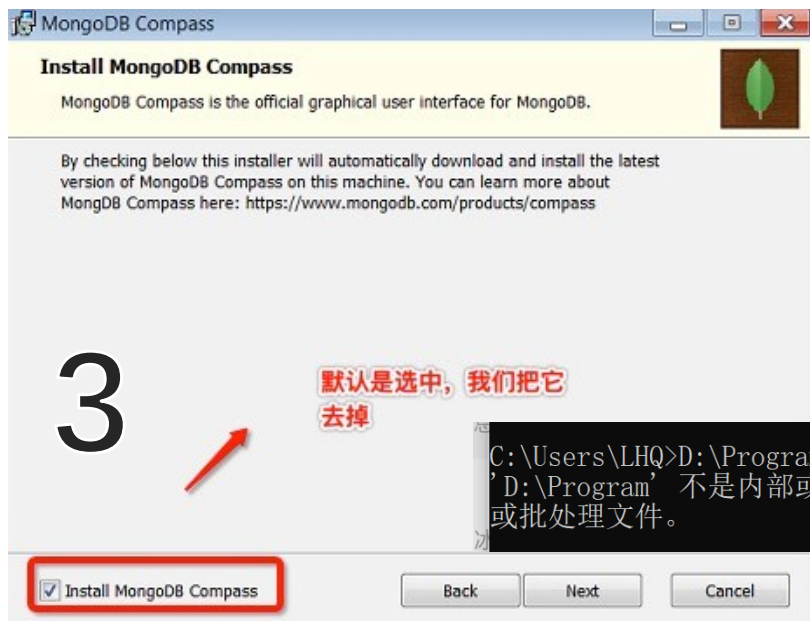 MongoDB Compass
Install MongoDB Compass
MongoDB Compass is the official graphical user interface for MongoDB.
By checking below this installer will automatically download and install the latest
version of MongoDB Compass on this machine. You can learn more about
MongDB Compass here: https://www.mongodb.com/products/compass
3
默认是选中，我们把它
去掉
C:\Users\LHQ>D:\Progra
'D:\Program' 不是内部或
或批处理文件。
Install MongoDB Compass
Back
Next
Cancel